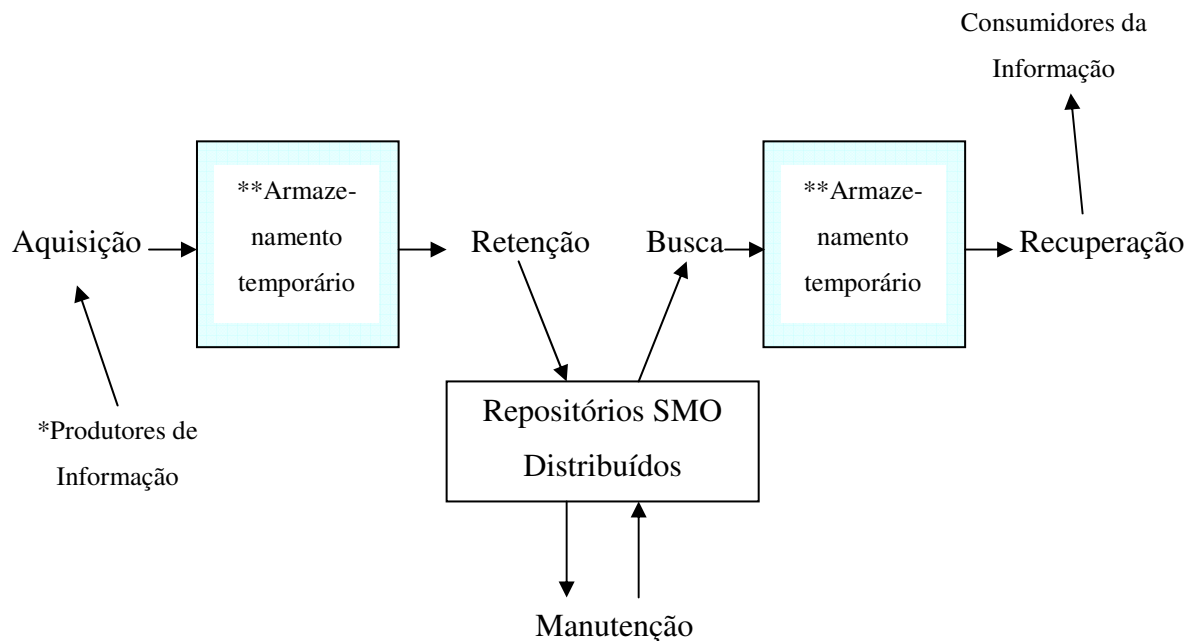 Consumidores da
Informação
**Armaze-
namento
temporário
**Armaze-
namento
temporário
Aquisição
Retenção
Busca
Recuperação
Repositórios SMO
Distribuídos
*Produtores de
Informação
Manutenção